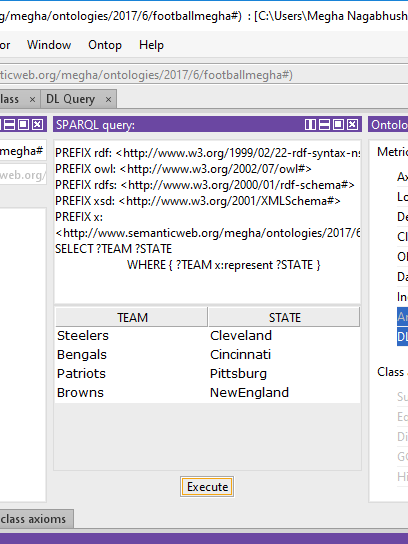 g/megha/ontologies/2017/6/footballmegha#) : [C:\Users\Megha Nagabhush
or Window Ontop Help
ticweb.org/megha/ontologies/2017/6/footballmegha)
lass × DL Query ×
SPARQL query:
Ontolo
megha#
web.org/
PREFIX rdf: <http://www.w3.org/1999/02/22-rdf-syntax-ns
PREFIX owl: <http://www.w3.org/2002/07/owl#>
PREFIX rdfs: <http://www.w3.org/2000/01/rdf-schema#>
PREFIX xsd: <http://www.w3.org/2001/XMLSchema#>
PREFIX x:
<http://www.semanticweb.org/megha/ontologies/2017/6
SELECT ?TEAM ?STATE
WHERE { ?TEAM x:represent ?STATE }
TEAM STATE
Steelers Cleveland
Bengals Cincinnati
Patriots Pittsburg
Browns NewEngland
Execute
Metric
Ax
Lo
De
Cl
Ol
Da
In
An
DL
Class a
Su
Eq
Di
GC
Hi
class axioms